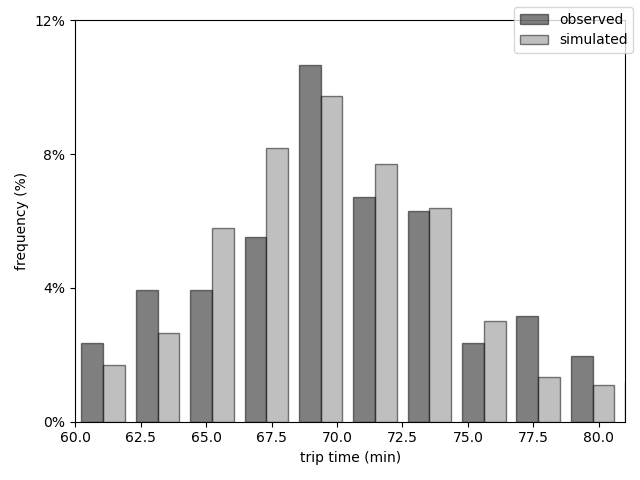 observed
simulated
12%
8%
4%
0%
frequency (%)
60.0 62.5 65.0 67.5 70.0 72.5 75.0 77.5 80.0
trip time (min)